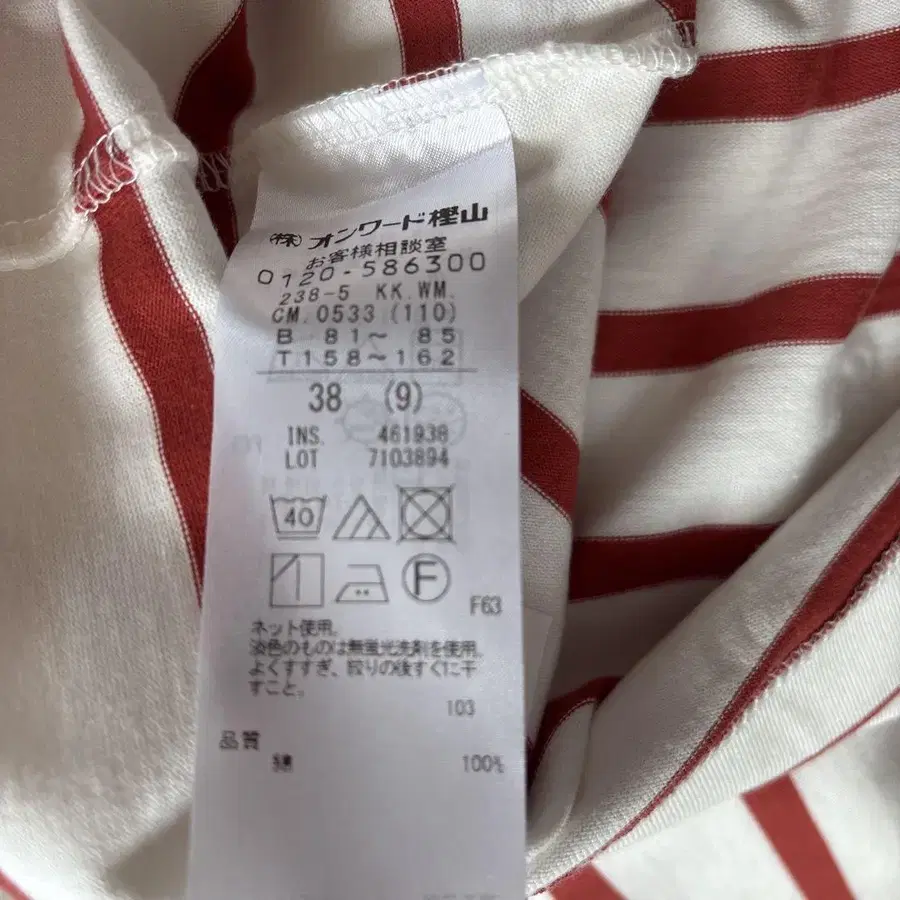 ㈱オンワード樫山
お客様相談室
0120-586300
238-5 KK.WM.
CM.0533 (110)
B 81〜 85
T158〜162
38 (9)
INS. 461938
LOT 7103894
40
F
F63
ネット使用。
淡色のものは無蛍光洗剤を使用。
よくすすぎ、絞りの後すぐに干
すこと。
103
品質
綿 100%